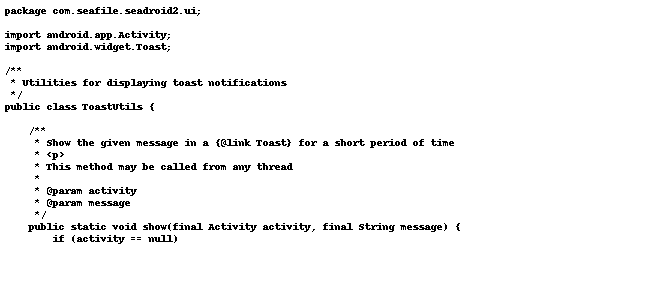 package com.seafile.seadroid2.ui;

import android.app.Activity;
import android.widget.Toast;

/**
 * Utilities for displaying toast notifications
 */
public class ToastUtils {

    /**
     * Show the given message in a {@link Toast} for a short period of time
     * <p>
     * This method may be called from any thread
     *
     * @param activity
     * @param message
     */
    public static void show(final Activity activity, final String message) {
        if (activity == null)